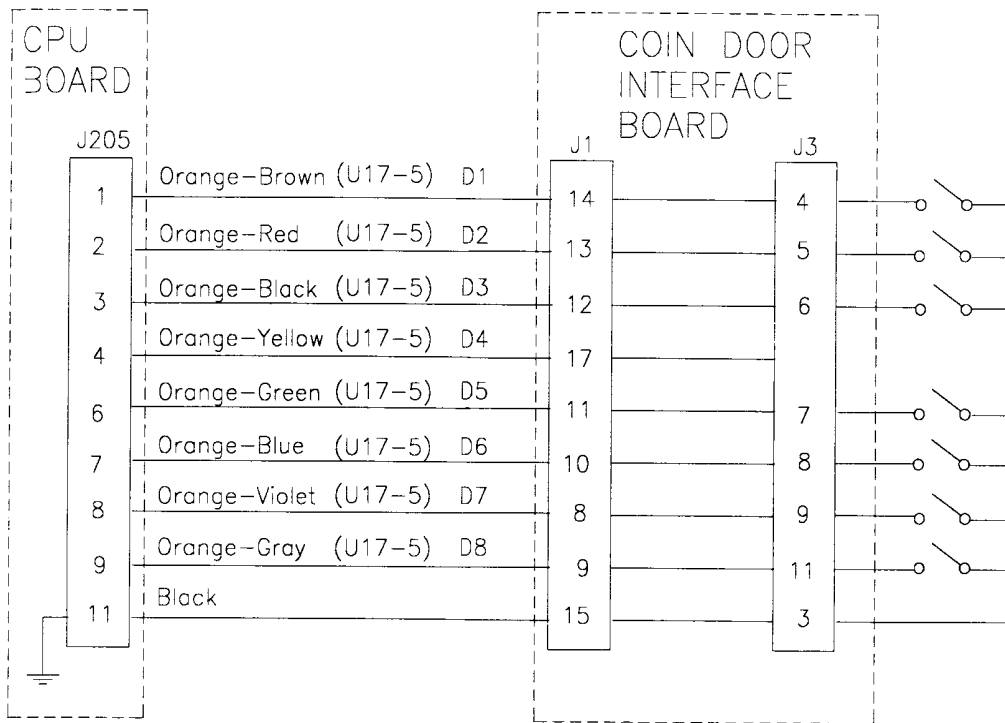 CPU
BOARD
COIN DOOR
INTERFACE
BOARD
J205
J1
J3
1 Orange-Brown (U17-5) D1 14 4
2 Orange-Red (U17-5) D2 13 5
3 Orange-Black (U17-5) D3 12 6
4 Orange-Yellow (U17-5) D4 17
6 Orange-Green (U17-5) D5 11 7
7 Orange-Blue (U17-5) D6 10 8
8 Orange-Violet (U17-5) D7 8 9
9 Orange-Gray (U17-5) D8 9 11
11 Black 15 3